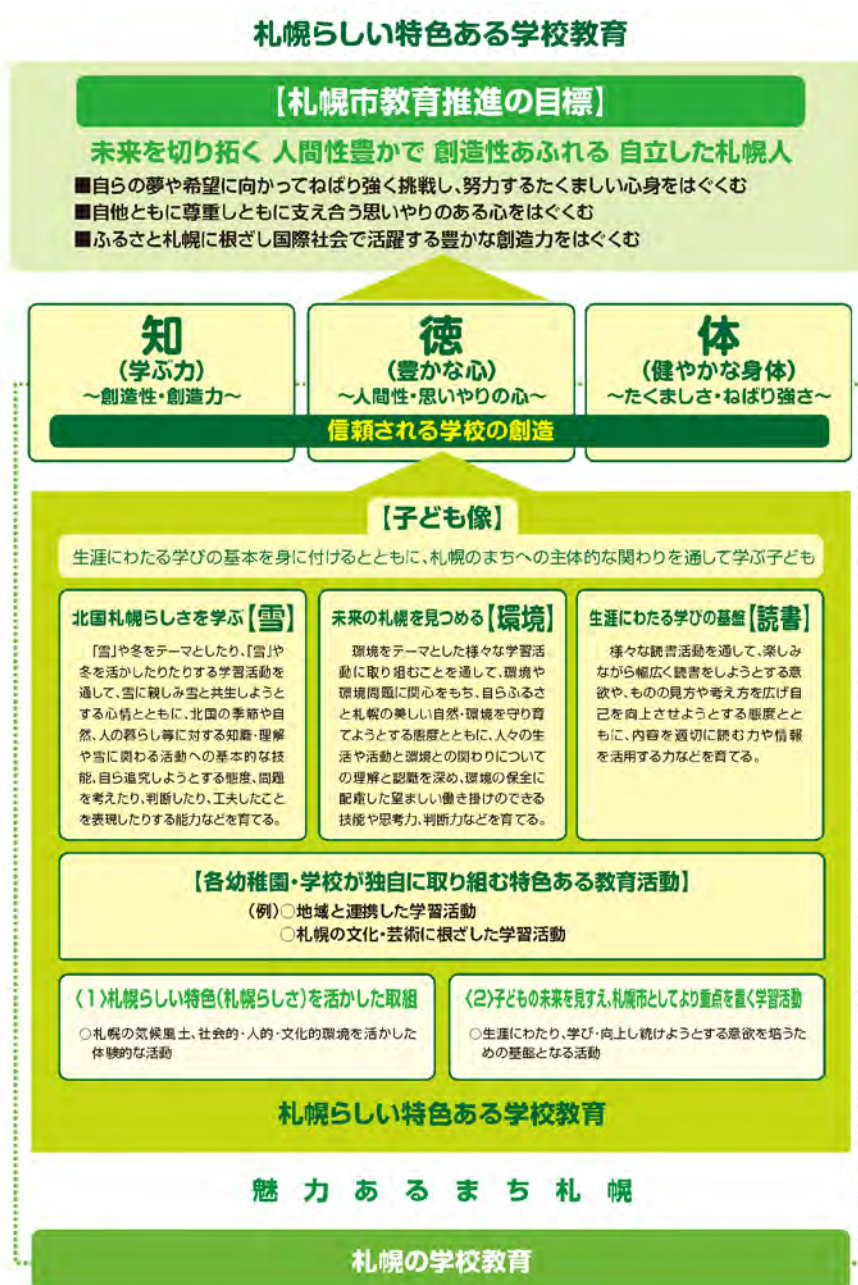 札幌らしい特色ある学校教育
【札幌市教育推進の目標】
未来を切り拓く 人間性豊かで 創造性あふれる 自立した札幌人
■自らの夢や希望に向かってねばり強く挑戦し、努力するたくましい心身をはぐくむ
■自他ともに尊重しともに支え合う思いやりのある心をはぐくむ
■ふるさと札幌に根ざし国際社会で活躍する豊かな創造力をはぐくむ
知
(学ぶ力)
～創造性・創造力～
徳
(豊かな心)
～人間性・思いやりの心～
体
(健やかな身体)
～たくましさ・ねばり強さ～
信頼される学校の創造
【子ども像】
生涯にわたる学びの基本を身に付けるとともに、札幌のまちへの主体的な関わりを通して学ぶ子ども
北国札幌らしさを学ぶ【雪】
「雪」や冬をテーマとしたり、「雪」や
冬を活かしたりたりする学習活動を
通して、雪に親しみ雪と共生しようと
する心情とともに、北国の季節や自
然、人の暮らし等に対する知識・理解
や雪に関わる活動への基本的な技
能、自ら追究しようとする態度、問題
を考えたり、判断したり、工夫したこと
を表現したりする能力などを育てる。
未来の札幌を見つめる【環境】
環境をテーマとした様々な学習活
動に取り組むことを通して、環境や
環境問題に関心をもち、自らふるさ
と札幌の美しい自然・環境を守り育
てようとする態度とともに、人々の生
活や活動と環境との関わりについて
の理解と認識を深め、環境の保全に
配慮した望ましい働き掛けのできる
技能や思考力、判断力などを育てる。
生涯にわたる学びの基盤【読書】
様々な読書活動を通して、楽しみ
ながら幅広く読書をしようとする意
欲や、ものの見方や考え方を広げ自
己を向上させようとする態度とと
もに、内容を適切に読む力や情報
を活用する力などを育てる。
【各幼稚園・学校が独自に取り組む特色ある教育活動】
(例)○地域と連携した学習活動
○札幌の文化・芸術に根ざした学習活動
〈1〉札幌らしい特色(札幌らしさ)を活かした取組
○札幌の気候風土、社会的・人的・文化的環境を活かした
体験的な活動
〈2〉子どもの未来を見すえ、札幌市としてより重点を置く学習活動
○生涯にわたり、学び・向上し続けようとする意欲を培うた
めの基盤となる活動
札幌らしい特色ある学校教育
魅力あるまち札幌
札幌の学校教育